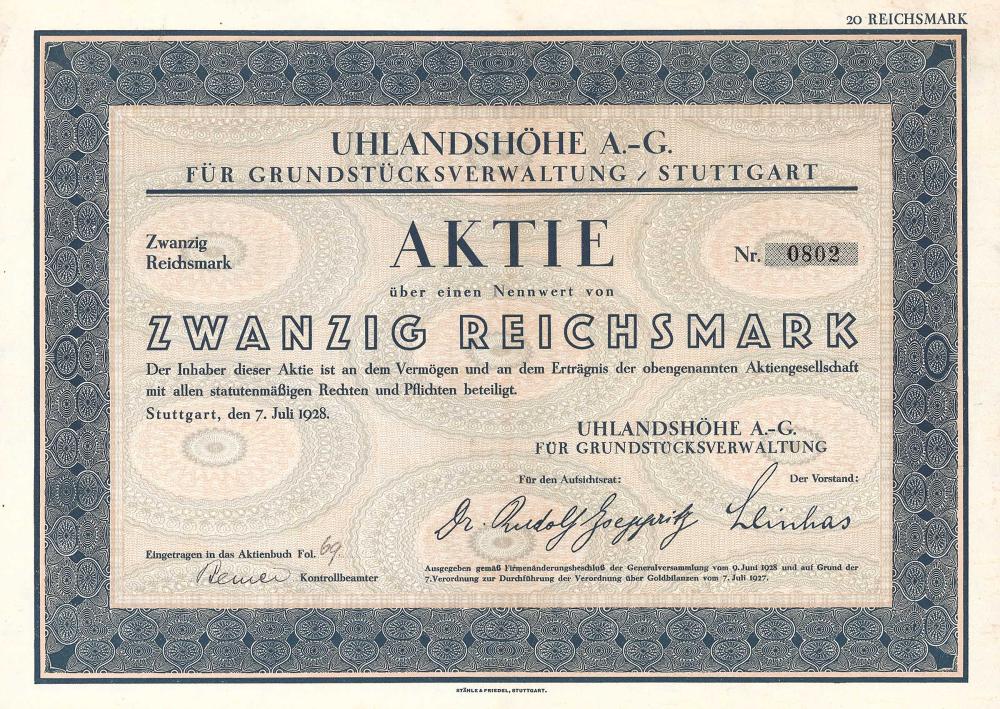 20 REICHSMARK
UHLANDSHÖHE A.-G.
FÜR GRUNDSTÜCKSVERWALTUNG / STUTTGART
Zwanzig
Reichsmark
AKTIE
Nr. 0802
über einen Nennwert von
ZWANZIG REICHSMARK
Der Inhaber dieser Aktie ist an dem Vermögen und an dem Erträgnis der obengenannten Aktiengesellschaft
mit allen statutenmäßigen Rechten und Pflichten beteiligt.
Stuttgart, den 7. Juli 1928.
UHLANDSHÖHE A.-G.
FÜR GRUNDSTÜCKSVERWALTUNG
Für den Aufsichtsrat:
Der Vorstand:
Dr. Rudolf Goeppritz
Leinhas
Eingetragen in das Aktienbuch Fol. 69.
Kontrollbeamter
Ausgegeben gemäß Firmenänderungsbeschluß der Generalversammlung vom 9. Juni 1928 und auf Grund der
7. Verordnung zur Durchführung der Verordnung über Goldbilanzen vom 7. Juli 1927.
STÄHLE & FRIEDEL, STUTTGART.